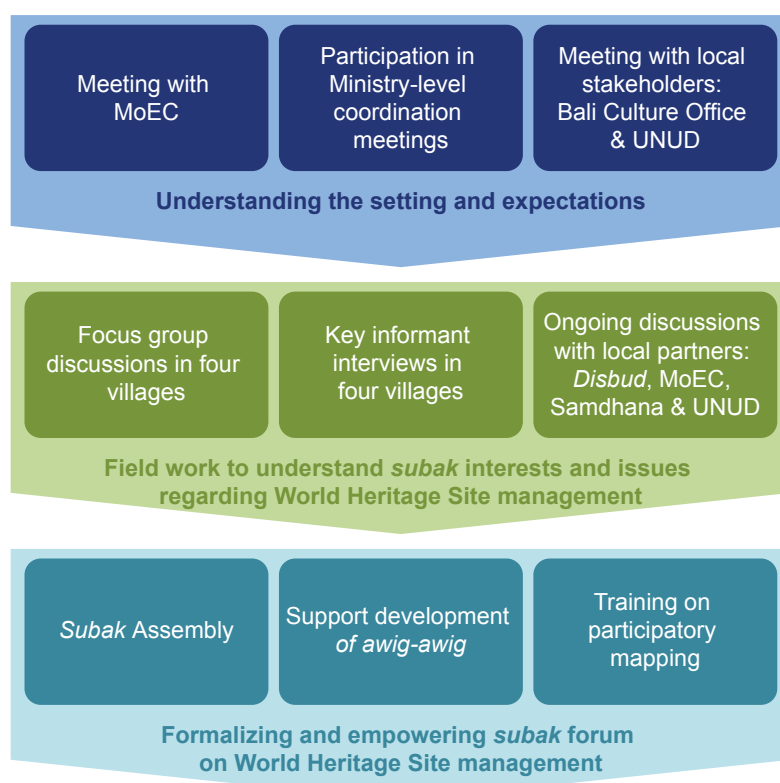 Meeting with
MoEC
Participation in
Ministry-level
coordination
meetings
Meeting with local
stakeholders:
Bali Culture Office
& UNUD
Understanding the setting and expectations
Focus group
discussions in four
villages
Key informant
interviews in
four villages
Ongoing discussions
with local partners:
Disbud, MoEC,
Samdhana & UNUD
Field work to understand subak interests and issues
regarding World Heritage Site management
Subak Assembly
Support development
of awig-awig
Training on
participatory
mapping
Formalizing and empowering subak forum
on World Heritage Site management